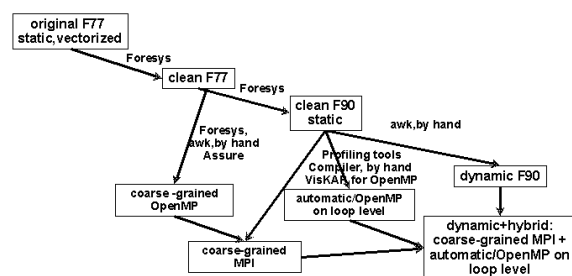 original F77
static,vectorized
Foresys
clean F77
Foresys
clean F90
static
awk,by hand
Foresys,
awk,by hand
Assure
Profiling tools
Compiler, by hand
VisKAP for OpenMP
dynamic F90
coarse -grained
OpenMP
automatic/OpenMP
on loop level
coarse-grained
MPI
dynamic+hybrid:
coarse-grained MPI +
automatic/OpenMP on
loop level